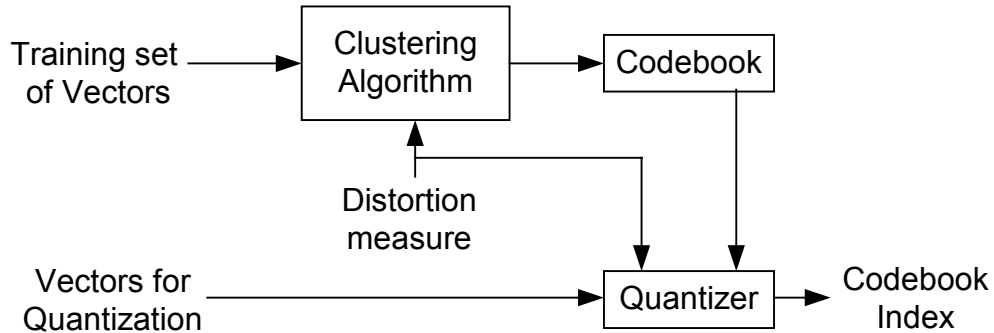 Training set
of Vectors
Clustering
Algorithm
Codebook
Distortion
measure
Vectors for
Quantization
Quantizer
Codebook
Index